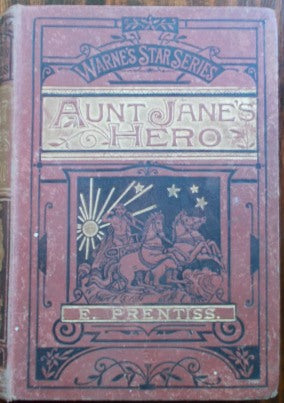 WARNE'S STAR SERIES
AUNT JANE'S
HERO
E. PRENTISS.